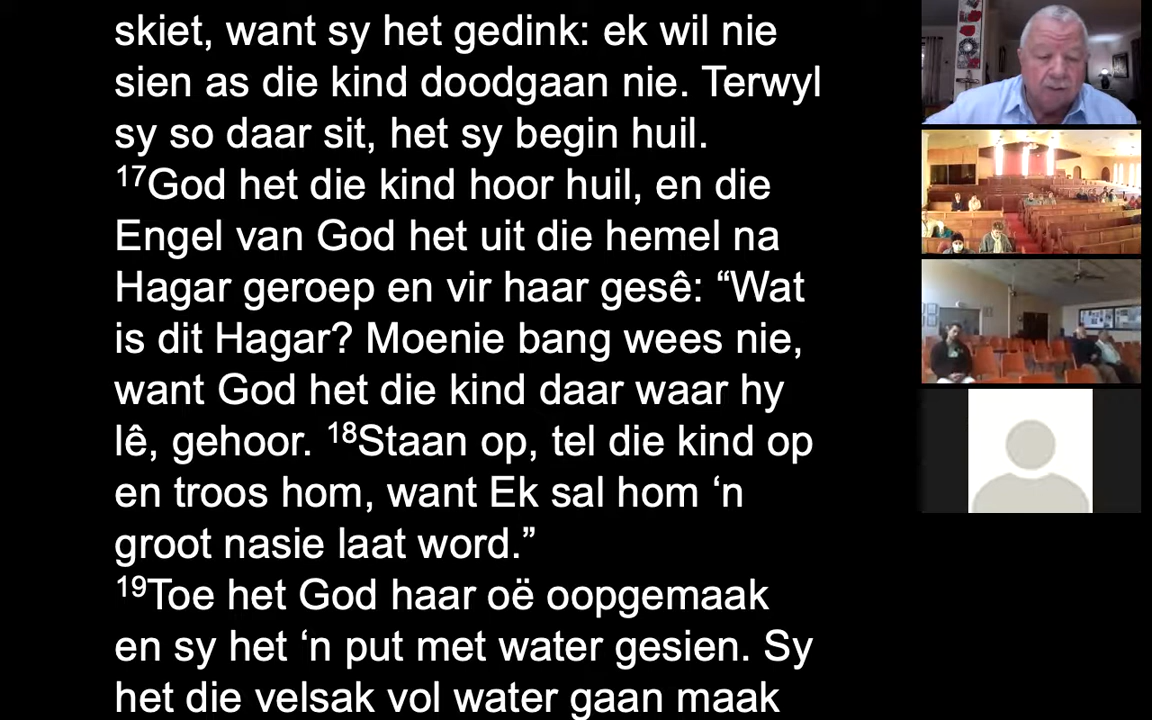 skiet, want sy het gedink: ek wil nie
sien as die kind doodgaan nie. Terwyl
sy so daar sit, het sy begin huil.
17God het die kind hoor huil, en die
Engel van God het uit die hemel na
Hagar geroep en vir haar gesê: “Wat
is dit Hagar? Moenie bang wees nie,
want God het die kind daar waar hy
lê, gehoor. 18Staan op, tel die kind op
en troos hom, want Ek sal hom ‘n
groot nasie laat word.”
19Toe het God haar oë oopgemaak
en sy het ‘n put met water gesien. Sy
het die velsak vol water gaan maak